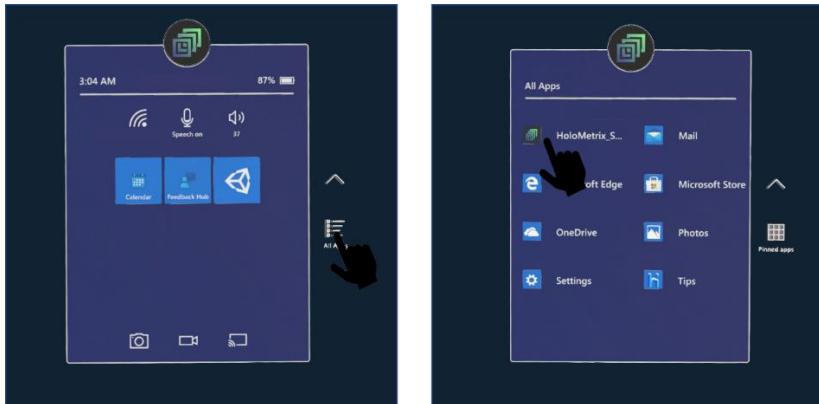 3:04 AM 87%
Speech on 37
Calendar Feedback Hub
All Apps
All Apps
HoloMetrix_S... Mail
oft Edge Microsoft Store
OneDrive Photos
Pinned apps
Settings Tips